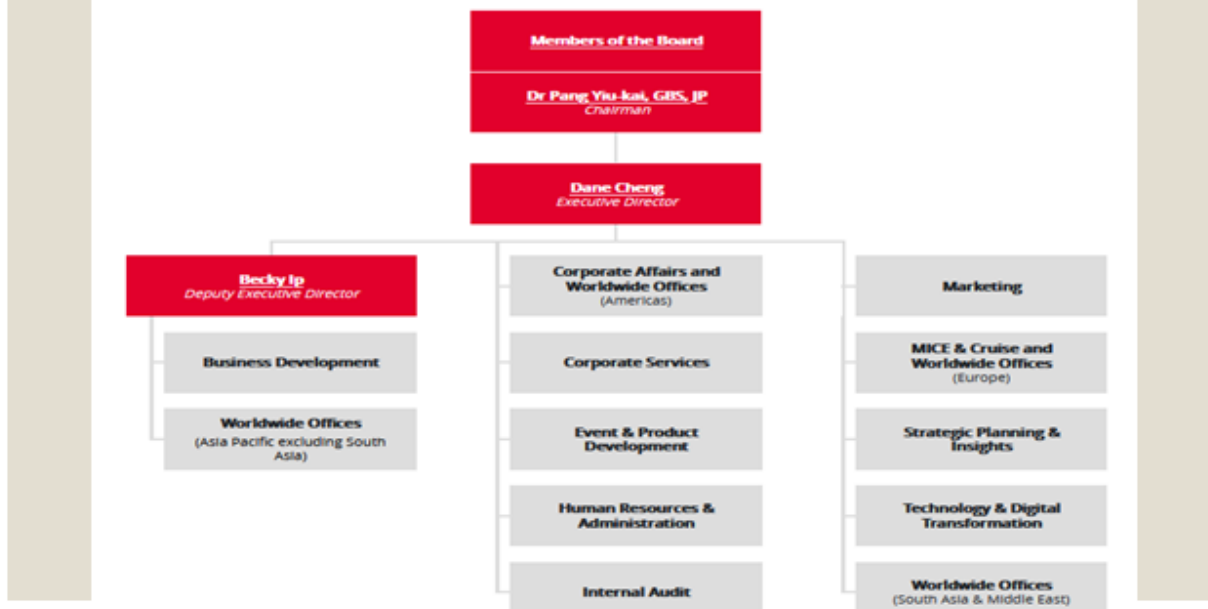 Members of the Board
Dr Pang Yiu-kai, GBS, JP
Chairman
Dane Cheng
Executive Director
Becky Ip
Deputy Executive Director
Business Development
Worldwide Offices
(Asia Pacific excluding South
Asia)
Corporate Affairs and
Worldwide Offices
(Americas)
Corporate Services
Event & Product
Development
Human Resources &
Administration
Internal Audit
Marketing
MICE & Cruise and
Worldwide Offices
(Europe)
Strategic Planning &
Insights
Technology & Digital
Transformation
Worldwide Offices
(South Asia & Middle East)